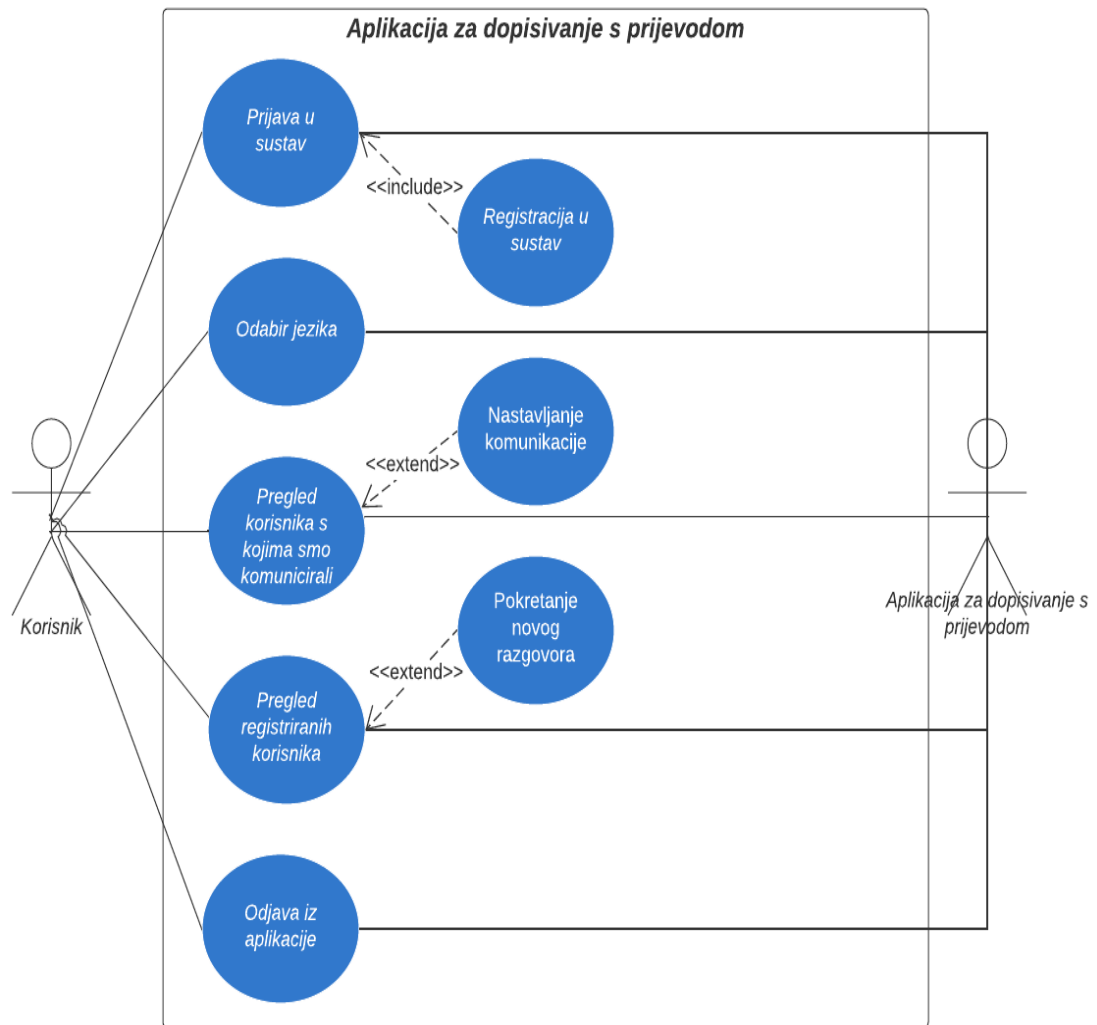 Aplikacija za dopisivanje s prijevodom
Prijava u
sustav
<<include>>
Registracija u
sustav
Odabir jezika
Nastavljanje
komunikacije
<<extend>>
Pregled
korisnika s
kojima smo
komunicirali
Korisnik
Pokretanje
novog
razgovora
Aplikacija za dopisivanje s
prijevodom
<<extend>>
Pregled
registriranih
korisnika
Odjava iz
aplikacije